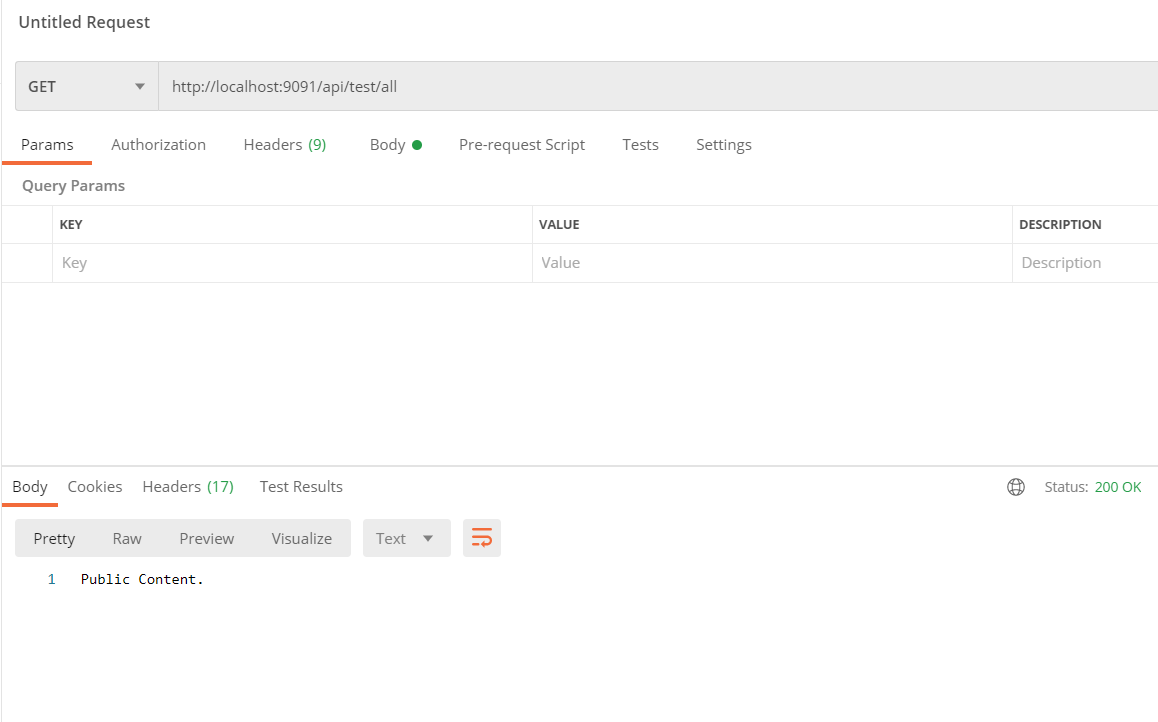 Untitled Request
GET http://localhost:9091/api/test/all
Params Authorization Headers (9) Body Pre-request Script Tests Settings
Query Params
KEY VALUE DESCRIPTION
Key Value Description
Body Cookies Headers (17) Test Results Status: 200 OK
Pretty Raw Preview Visualize Text
1 Public Content.